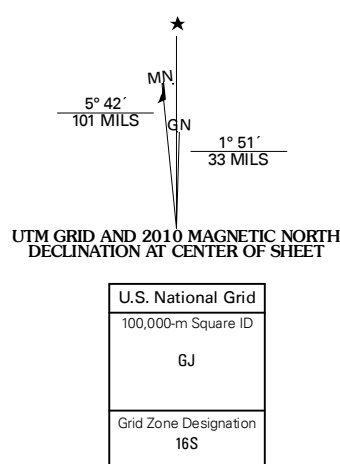 MN.
5° 42´
101 MILS
GN
1° 51´
33 MILS
UTM GRID AND 2010 MAGNETIC NORTH
DECLINATION AT CENTER OF SHEET
U.S. National Grid
100,000-m Square ID
GJ
Grid Zone Designation
16S